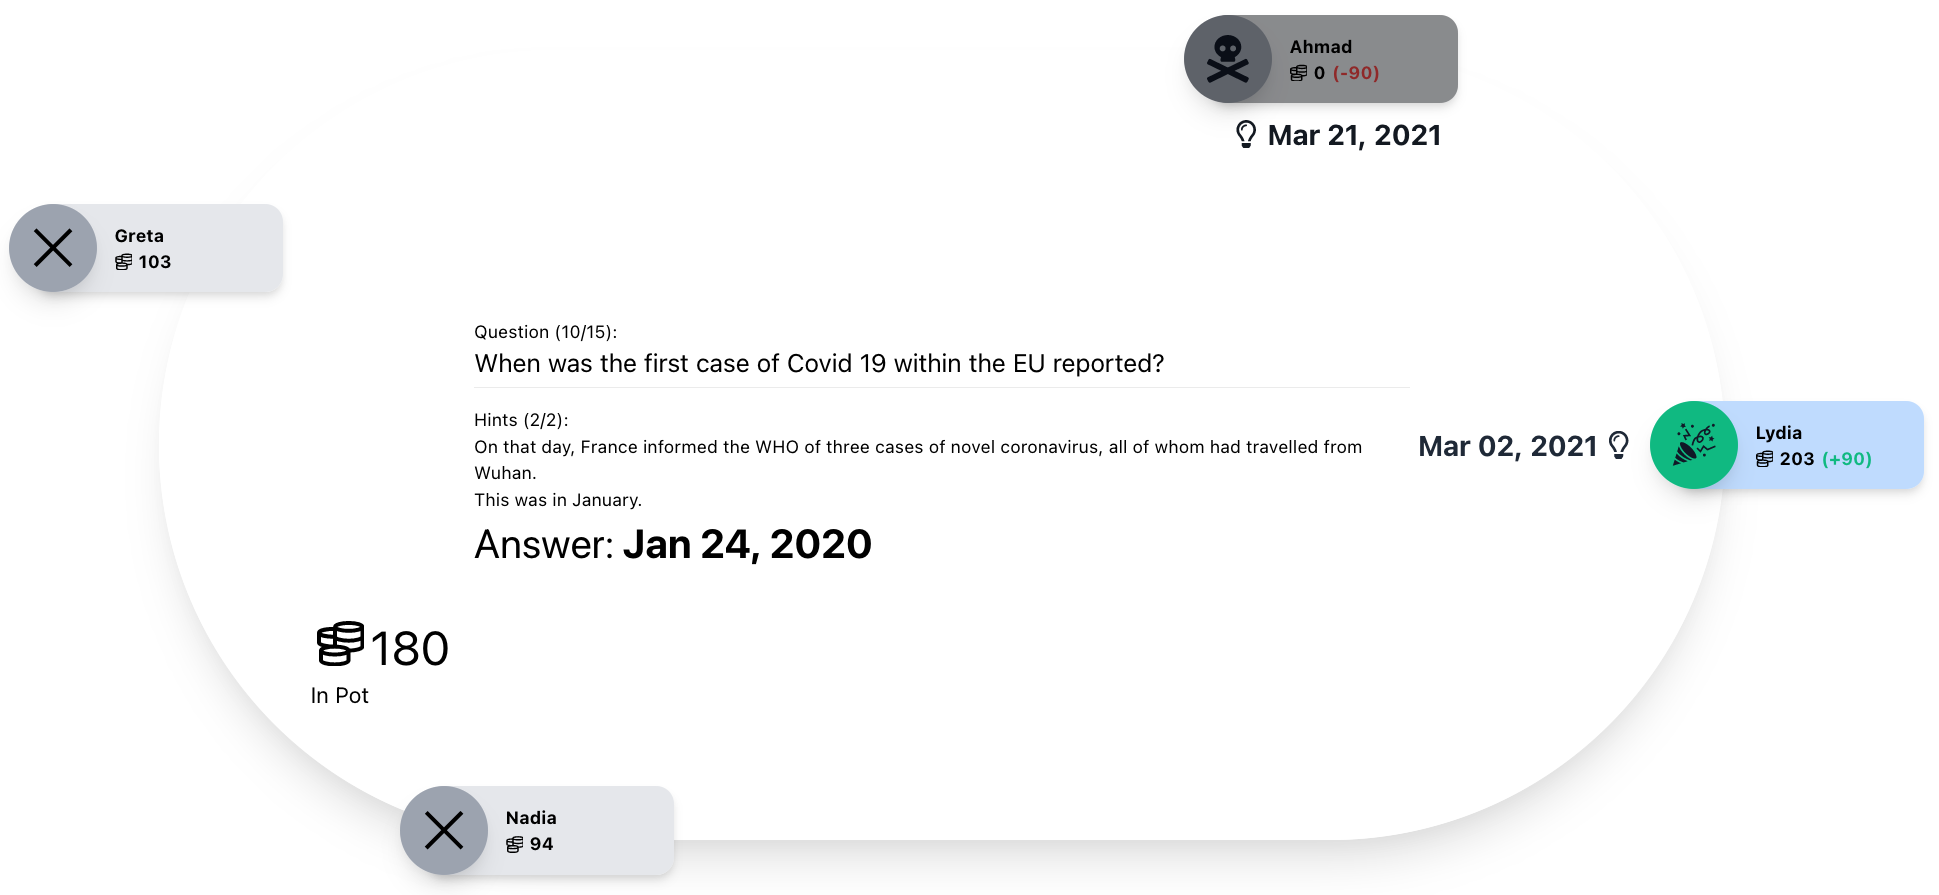 Ahmad
0 (-90)
Mar 21, 2021
Greta
103
Question (10/15):
When was the first case of Covid 19 within the EU reported?
Hints (2/2):
On that day, France informed the WHO of three cases of novel coronavirus, all of whom had travelled from
Wuhan.
This was in January.
Answer: Jan 24, 2020
Mar 02, 2021
Lydia
203 (+90)
180
In Pot
Nadia
94